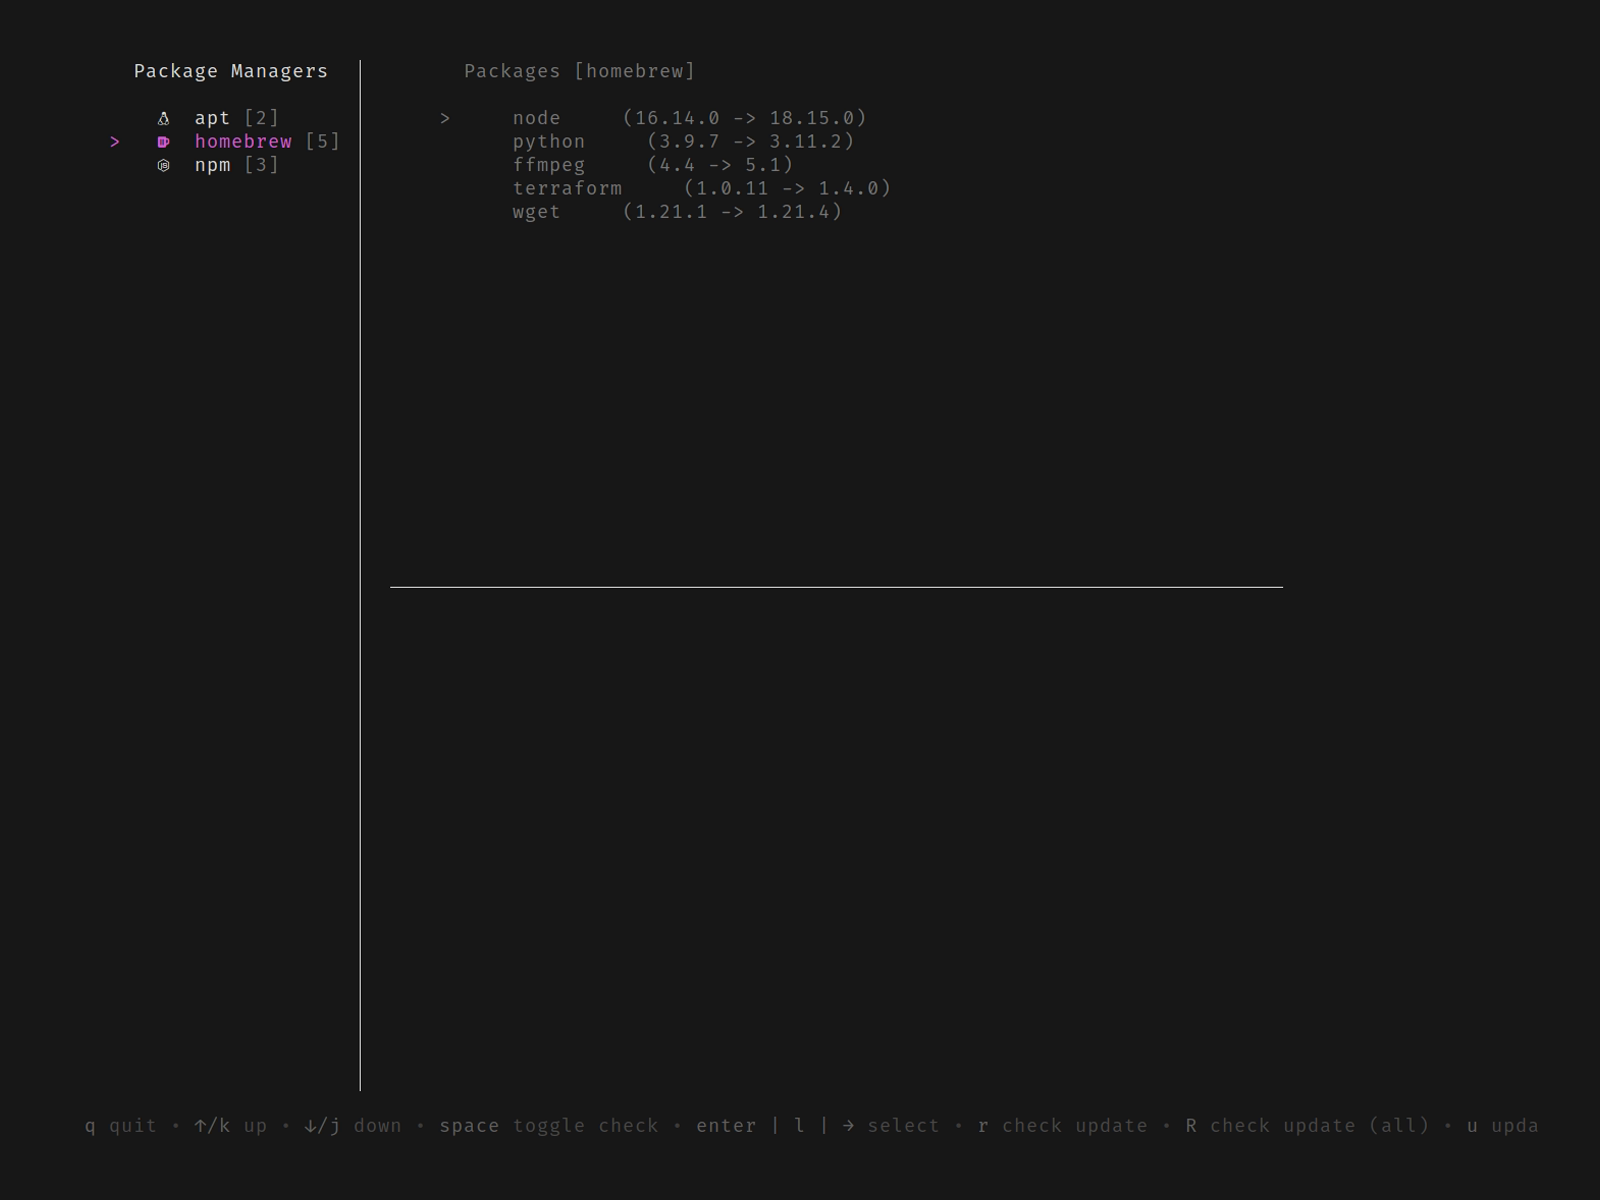 Package Managers
apt [2]
> homebrew [5]
npm [3]
Packages [homebrew]
> node (16.14.0 -> 18.15.0)
python (3.9.7 -> 3.11.2)
ffmpeg (4.4 -> 5.1)
terraform (1.0.11 -> 1.4.0)
wget (1.21.1 -> 1.21.4)
q quit • ↑/k up • ↓/j down • space toggle check • enter | l | → select • r check update • R check update (all) • u upda